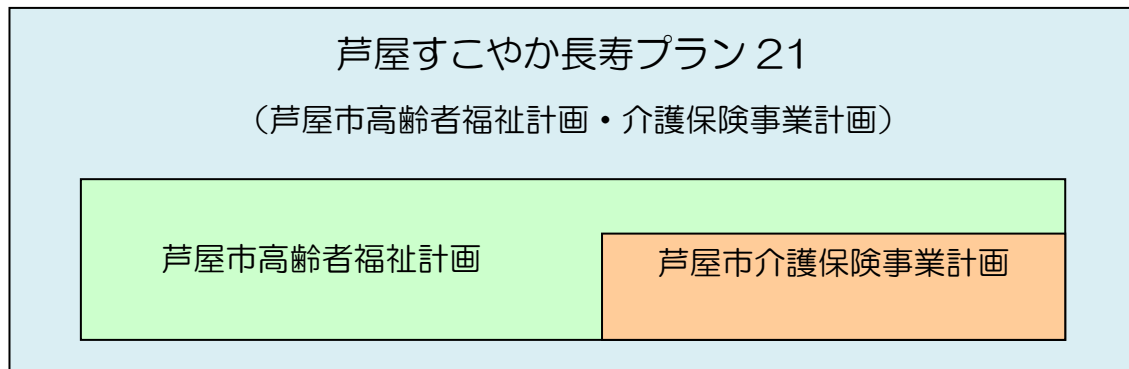 芦屋すこやか長寿プラン 21
（芦屋市高齢者福祉計画・介護保険事業計画）
芦屋市高齢者福祉計画
芦屋市介護保険事業計画